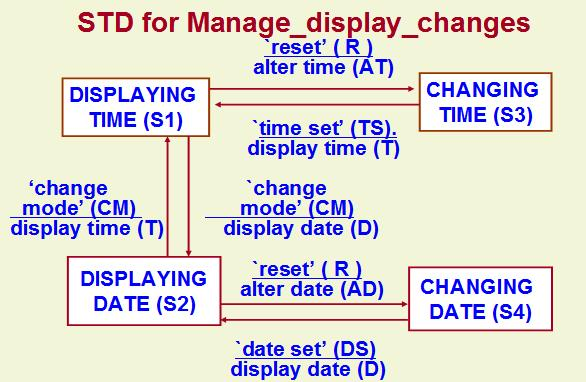 STD for Manage_display_changes
`reset’ ( R )
alter time (AT)
DISPLAYING
TIME (S1)
CHANGING
TIME (S3)
`time set’ (TS).
display time (T)
‘change
mode’ (CM)
display time (T)
`change
mode’ (CM)
display date (D)
DISPLAYING
DATE (S2)
`reset’ ( R )
alter date (AD)
CHANGING
DATE (S4)
`date set’ (DS)
display date (D)